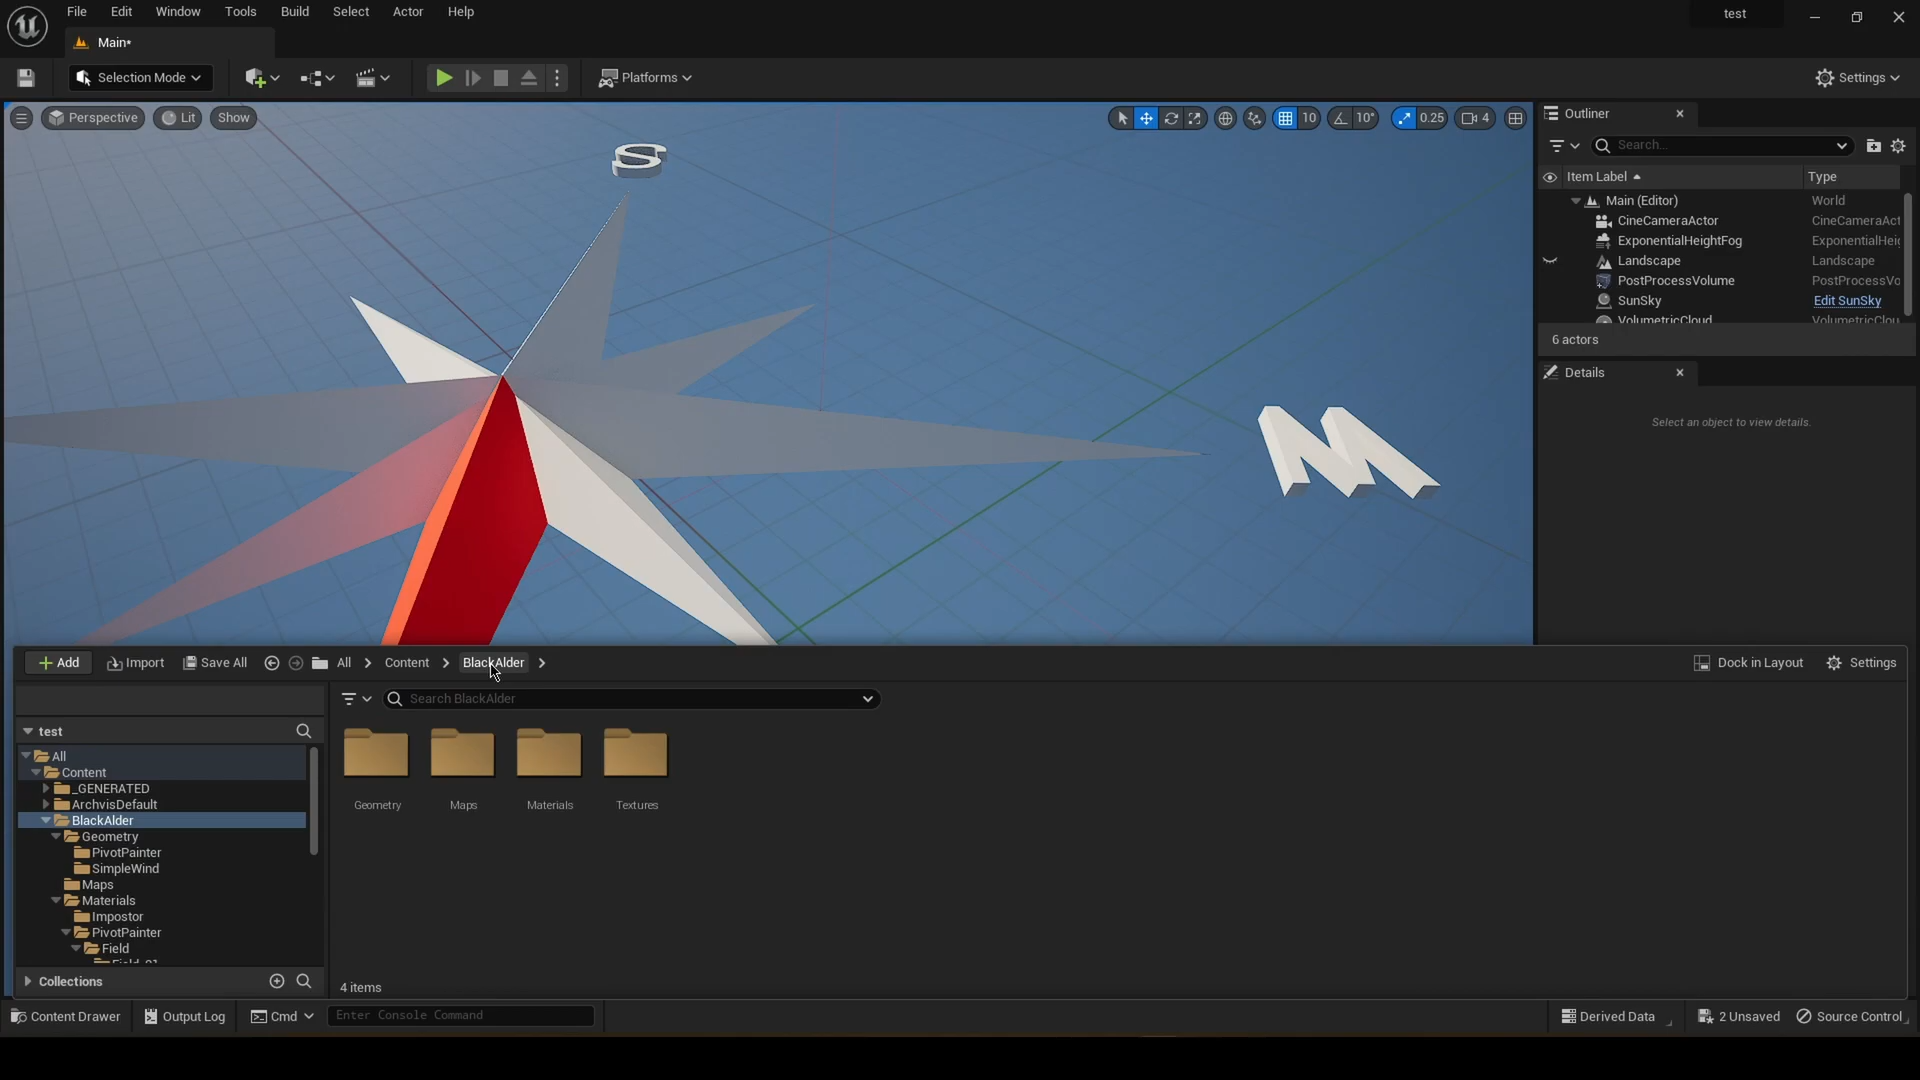 File Edit Window Tools Build Select Actor Help
test
Main*
Selection Mode
Platforms
Settings
Perspective
Lit
Show
10
10°
0.25
4
S
M
Outliner
Search...
Item Label
Type
Main (Editor)
World
CineCameraActor
CineCameraAct
ExponentialHeightFog
ExponentialHeig
Landscape
Landscape
PostProcessVolume
PostProcessVo
SunSky
Edit SunSky
VolumetricCloud
VolumetricClou
6 actors
Details
Select an object to view details.
Add
Import
Save All
All
Content
BlackAlder
Dock in Layout
Settings
Search BlackAlder
test
All
Content
_GENERATED
ArchvisDefault
BlackAlder
Geometry
PivotPainter
SimpleWind
Maps
Materials
Impostor
PivotPainter
Field
Field_01
Collections
Geometry
Maps
Materials
Textures
4 items
Content Drawer
Output Log
Cmd
Enter Console Command
Derived Data
2 Unsaved
Source Control